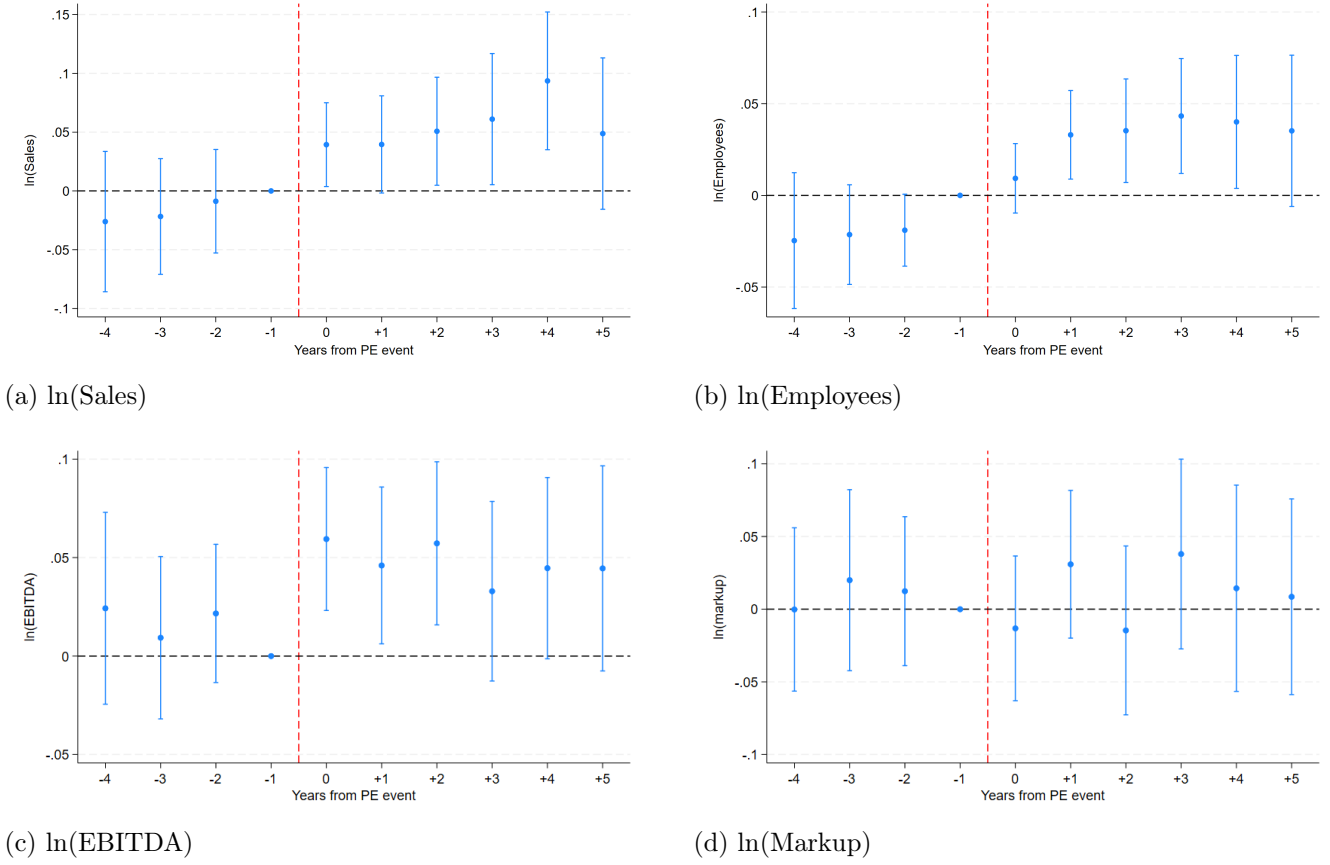 .15
.1
.05
0
-.05
-.1
ln(Sales)
-4 -3 -2 -1 0 +1 +2 +3 +4 +5
Years from PE event
(a) ln(Sales)
.1
.05
0
-.05
ln(Employees)
-4 -3 -2 -1 0 +1 +2 +3 +4 +5
Years from PE event
(b) ln(Employees)
.1
.05
0
-.05
ln(EBITDA)
-4 -3 -2 -1 0 +1 +2 +3 +4 +5
Years from PE event
(c) ln(EBITDA)
.1
.05
0
-.05
-.1
ln(markup)
-4 -3 -2 -1 0 +1 +2 +3 +4 +5
Years from PE event
(d) ln(Markup)